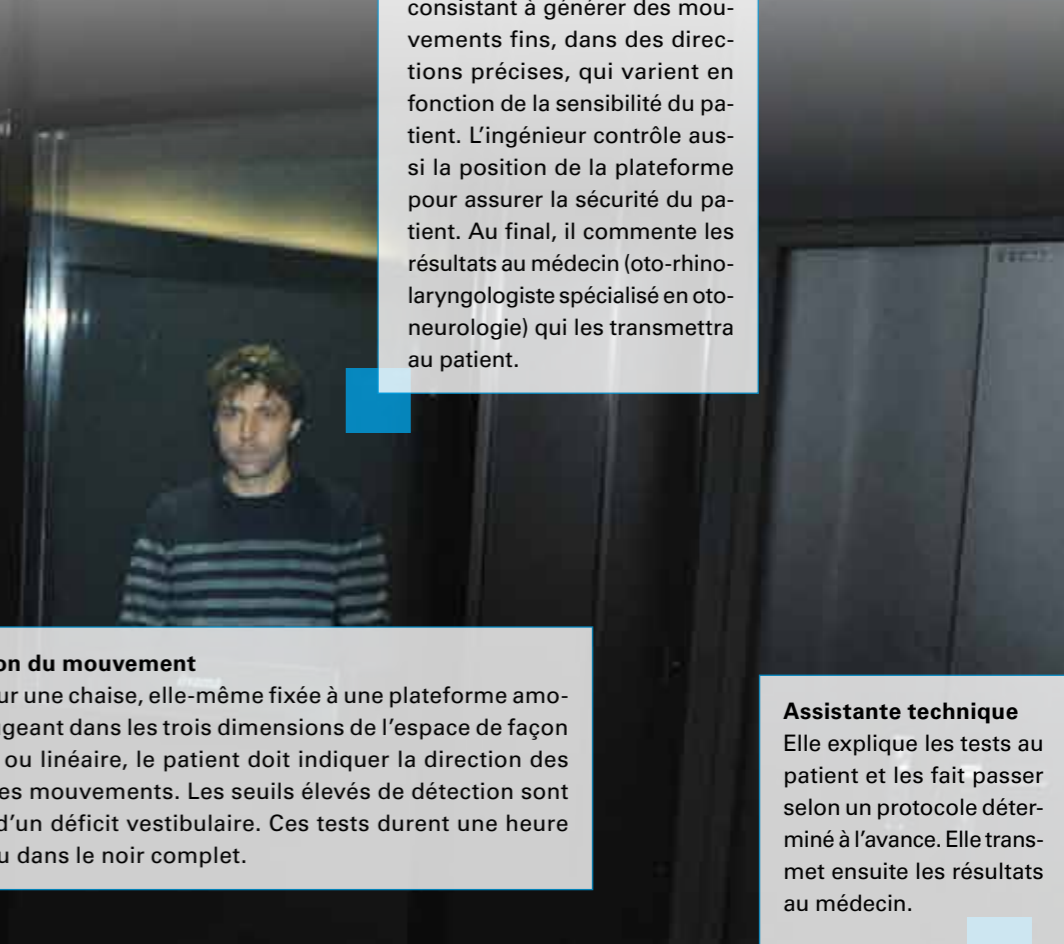 consistant à générer des mou-
vements fins, dans des direc-
tions précises, qui varient en
fonction de la sensibilité du pa-
tient. L'ingénieur contrôle aus-
si la position de la plateforme
pour assurer la sécurité du pa-
tient. Au final, il commente les
résultats au médecin (oto-rhino-
laryngologiste spécialisé en oto-
neurologie) qui les transmettra
au patient.
on du mouvement
ur une chaise, elle-même fixée à une plateforme amo-
geant dans les trois dimensions de l'espace de façon
ou linéaire, le patient doit indiquer la direction des
es mouvements. Les seuils élevés de détection sont
d'un déficit vestibulaire. Ces tests durent une heure
u dans le noir complet.
Assistante technique
Elle explique les tests au
patient et les fait passer
selon un protocole déter-
miné à l'avance. Elle trans-
met ensuite les résultats
au médecin.